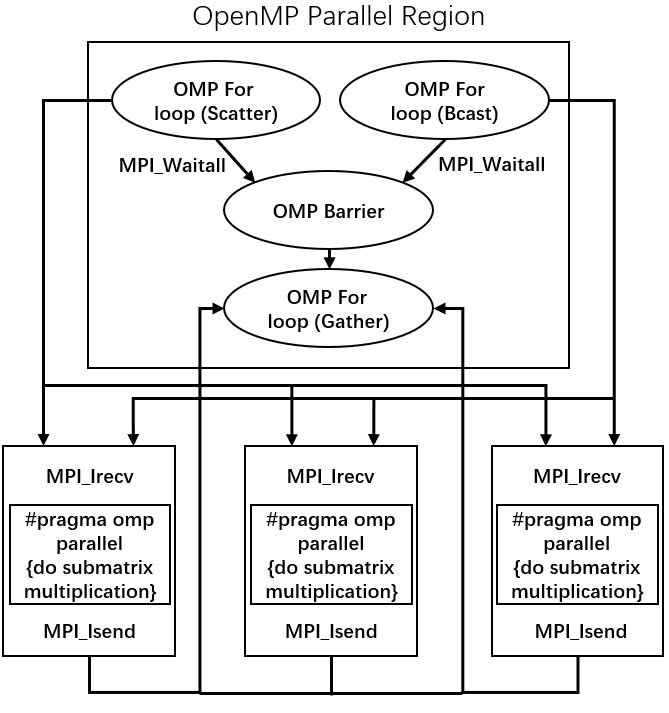 OpenMP Parallel Region
OMP For
loop (Scatter)
OMP For
loop (Bcast)
MPI_Waitall
MPI_Waitall
OMP Barrier
OMP For
loop (Gather)
MPI_Irecv
#pragma omp
parallel
{do submatrix
multiplication}
MPI_Isend
MPI_Irecv
#pragma omp
parallel
{do submatrix
multiplication}
MPI_Isend
MPI_Irecv
#pragma omp
parallel
{do submatrix
multiplication}
MPI_Isend